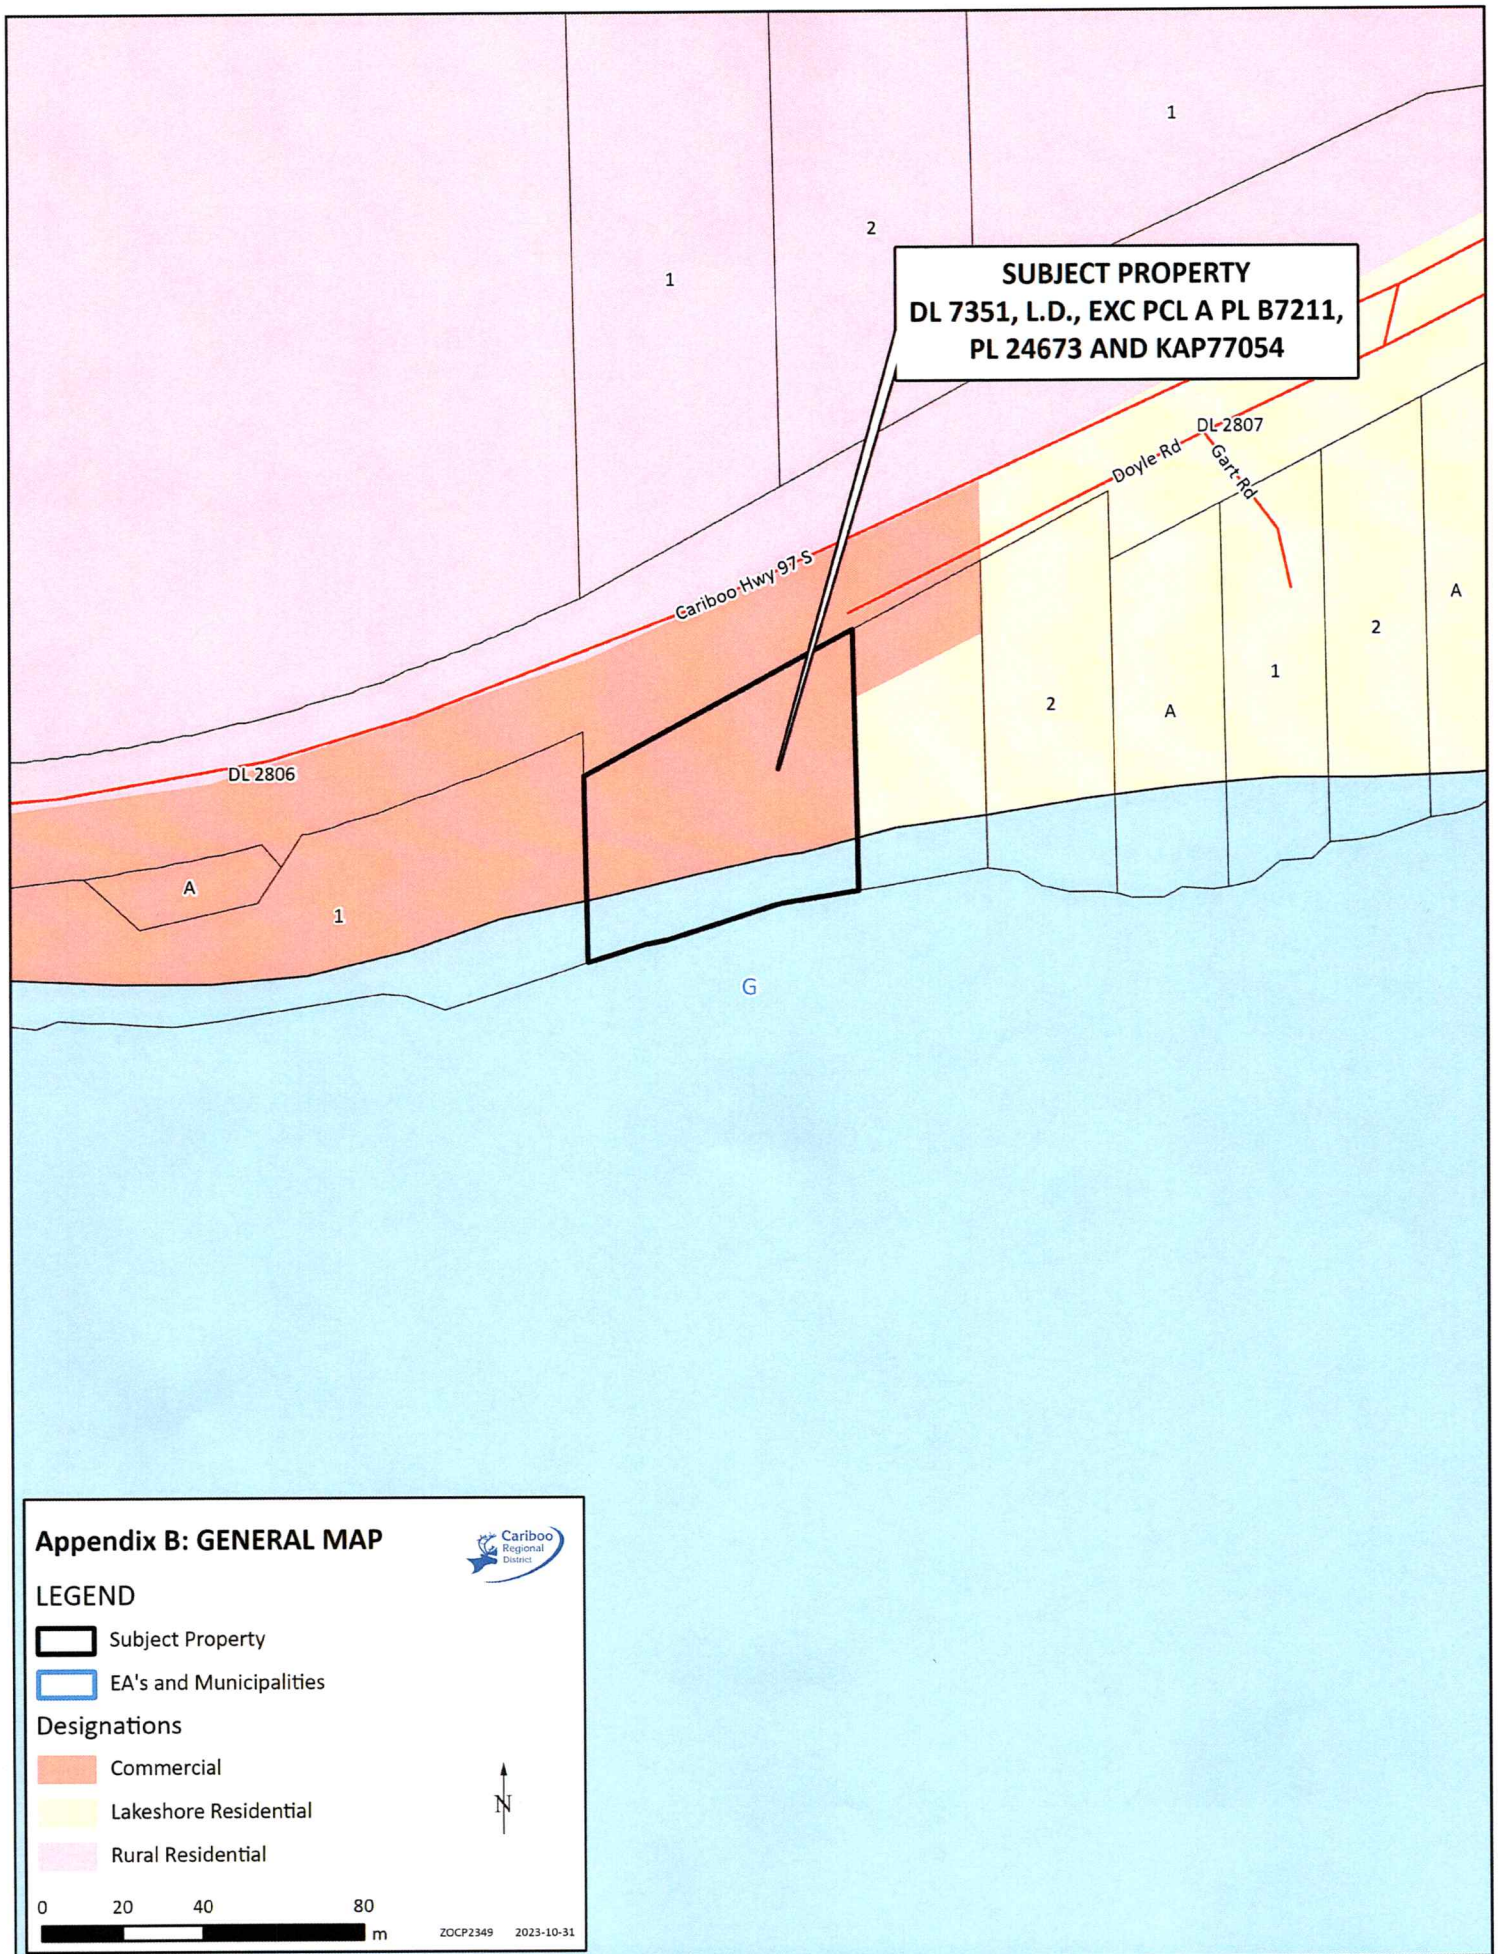 1
2
1
SUBJECT PROPERTY
DL 7351, L.D., EXC PCL A PL B7211,
PL 24673 AND KAP77054
DL 2807
Doyle Rd
Gart Rd
Cariboo Hwy 97 S
A
2
1
2
A
DL 2806
A
1
G
Appendix B: GENERAL MAP
Cariboo
Regional
District
LEGEND
Subject Property
EA's and Municipalities
Designations
Commercial
Lakeshore Residential
Rural Residential
N
0 20 40 80
m
ZOCP2349 2023-10-31